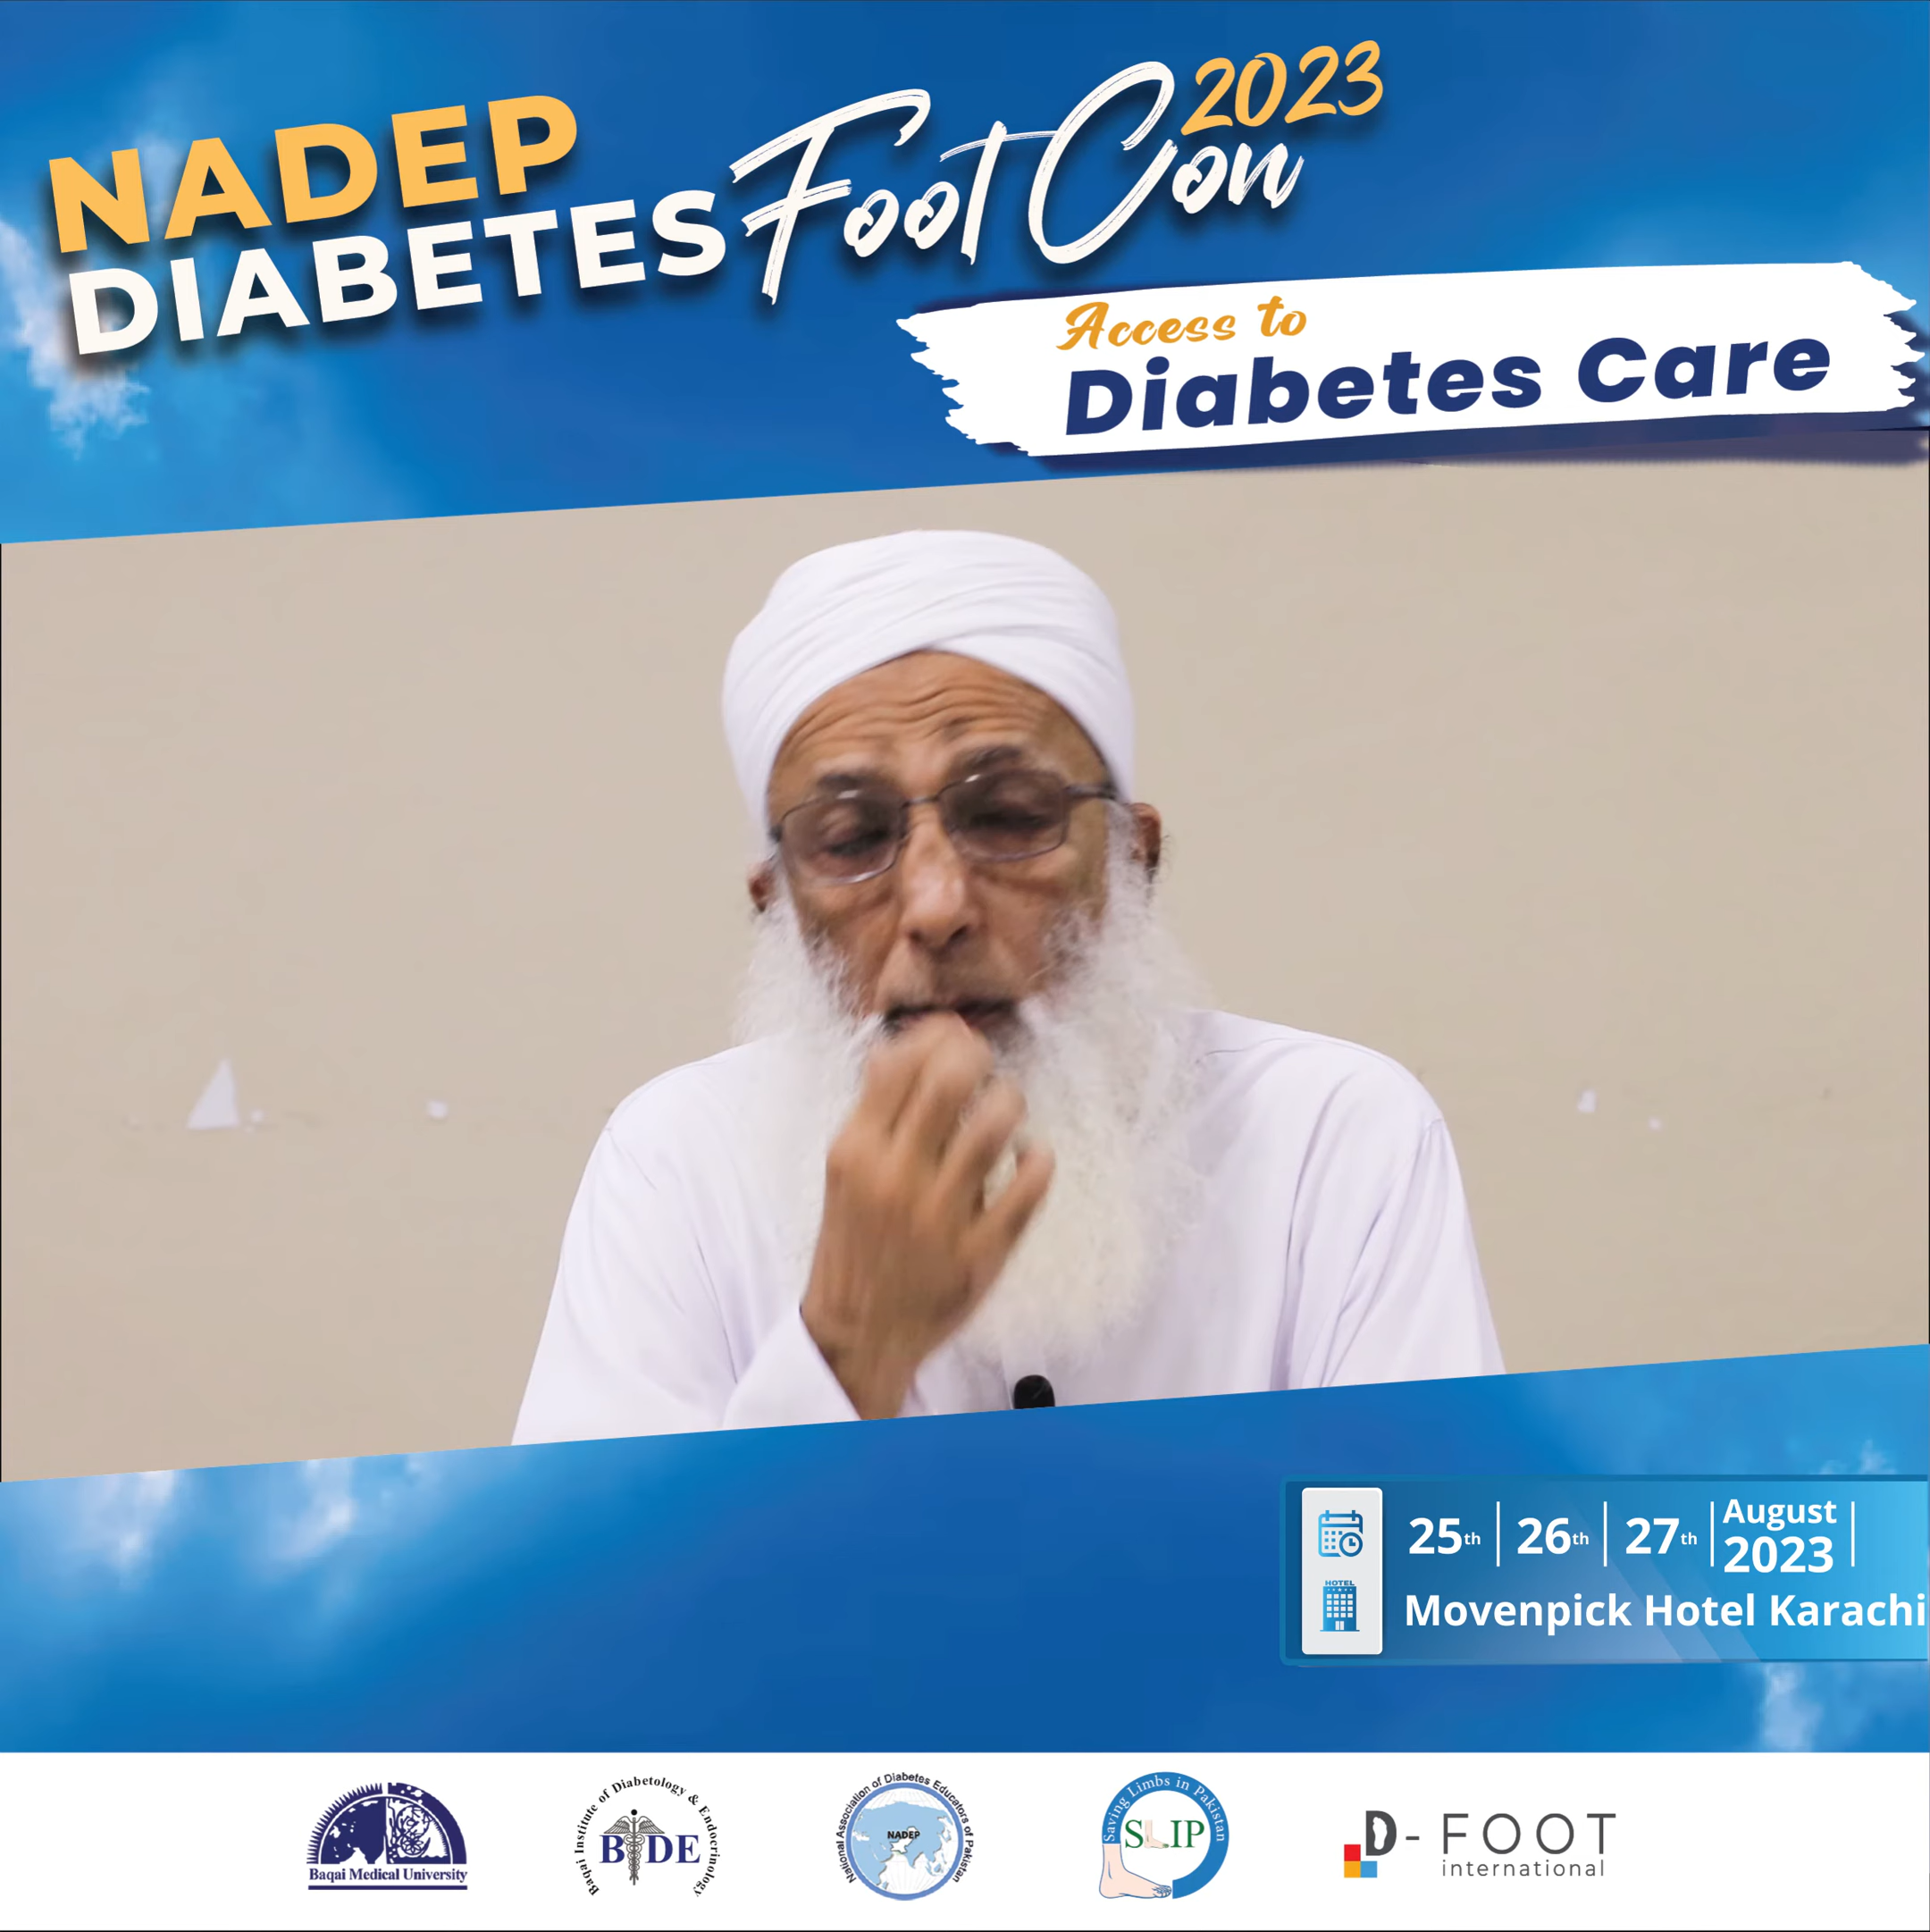 NADEP
DIABETES Foot Con 2023
Access to
Diabetes Care
25th | 26th | 27th | August 2023 |
HOTEL
Movenpick Hotel Karachi
Baqai Medical University
Baqai Institute of Diabetology & Endocrinology
BIDE
National Association of Diabetes Educators of Pakistan
NADEP
Saving Limbs in Pakistan
SLIP
D-FOOT
international